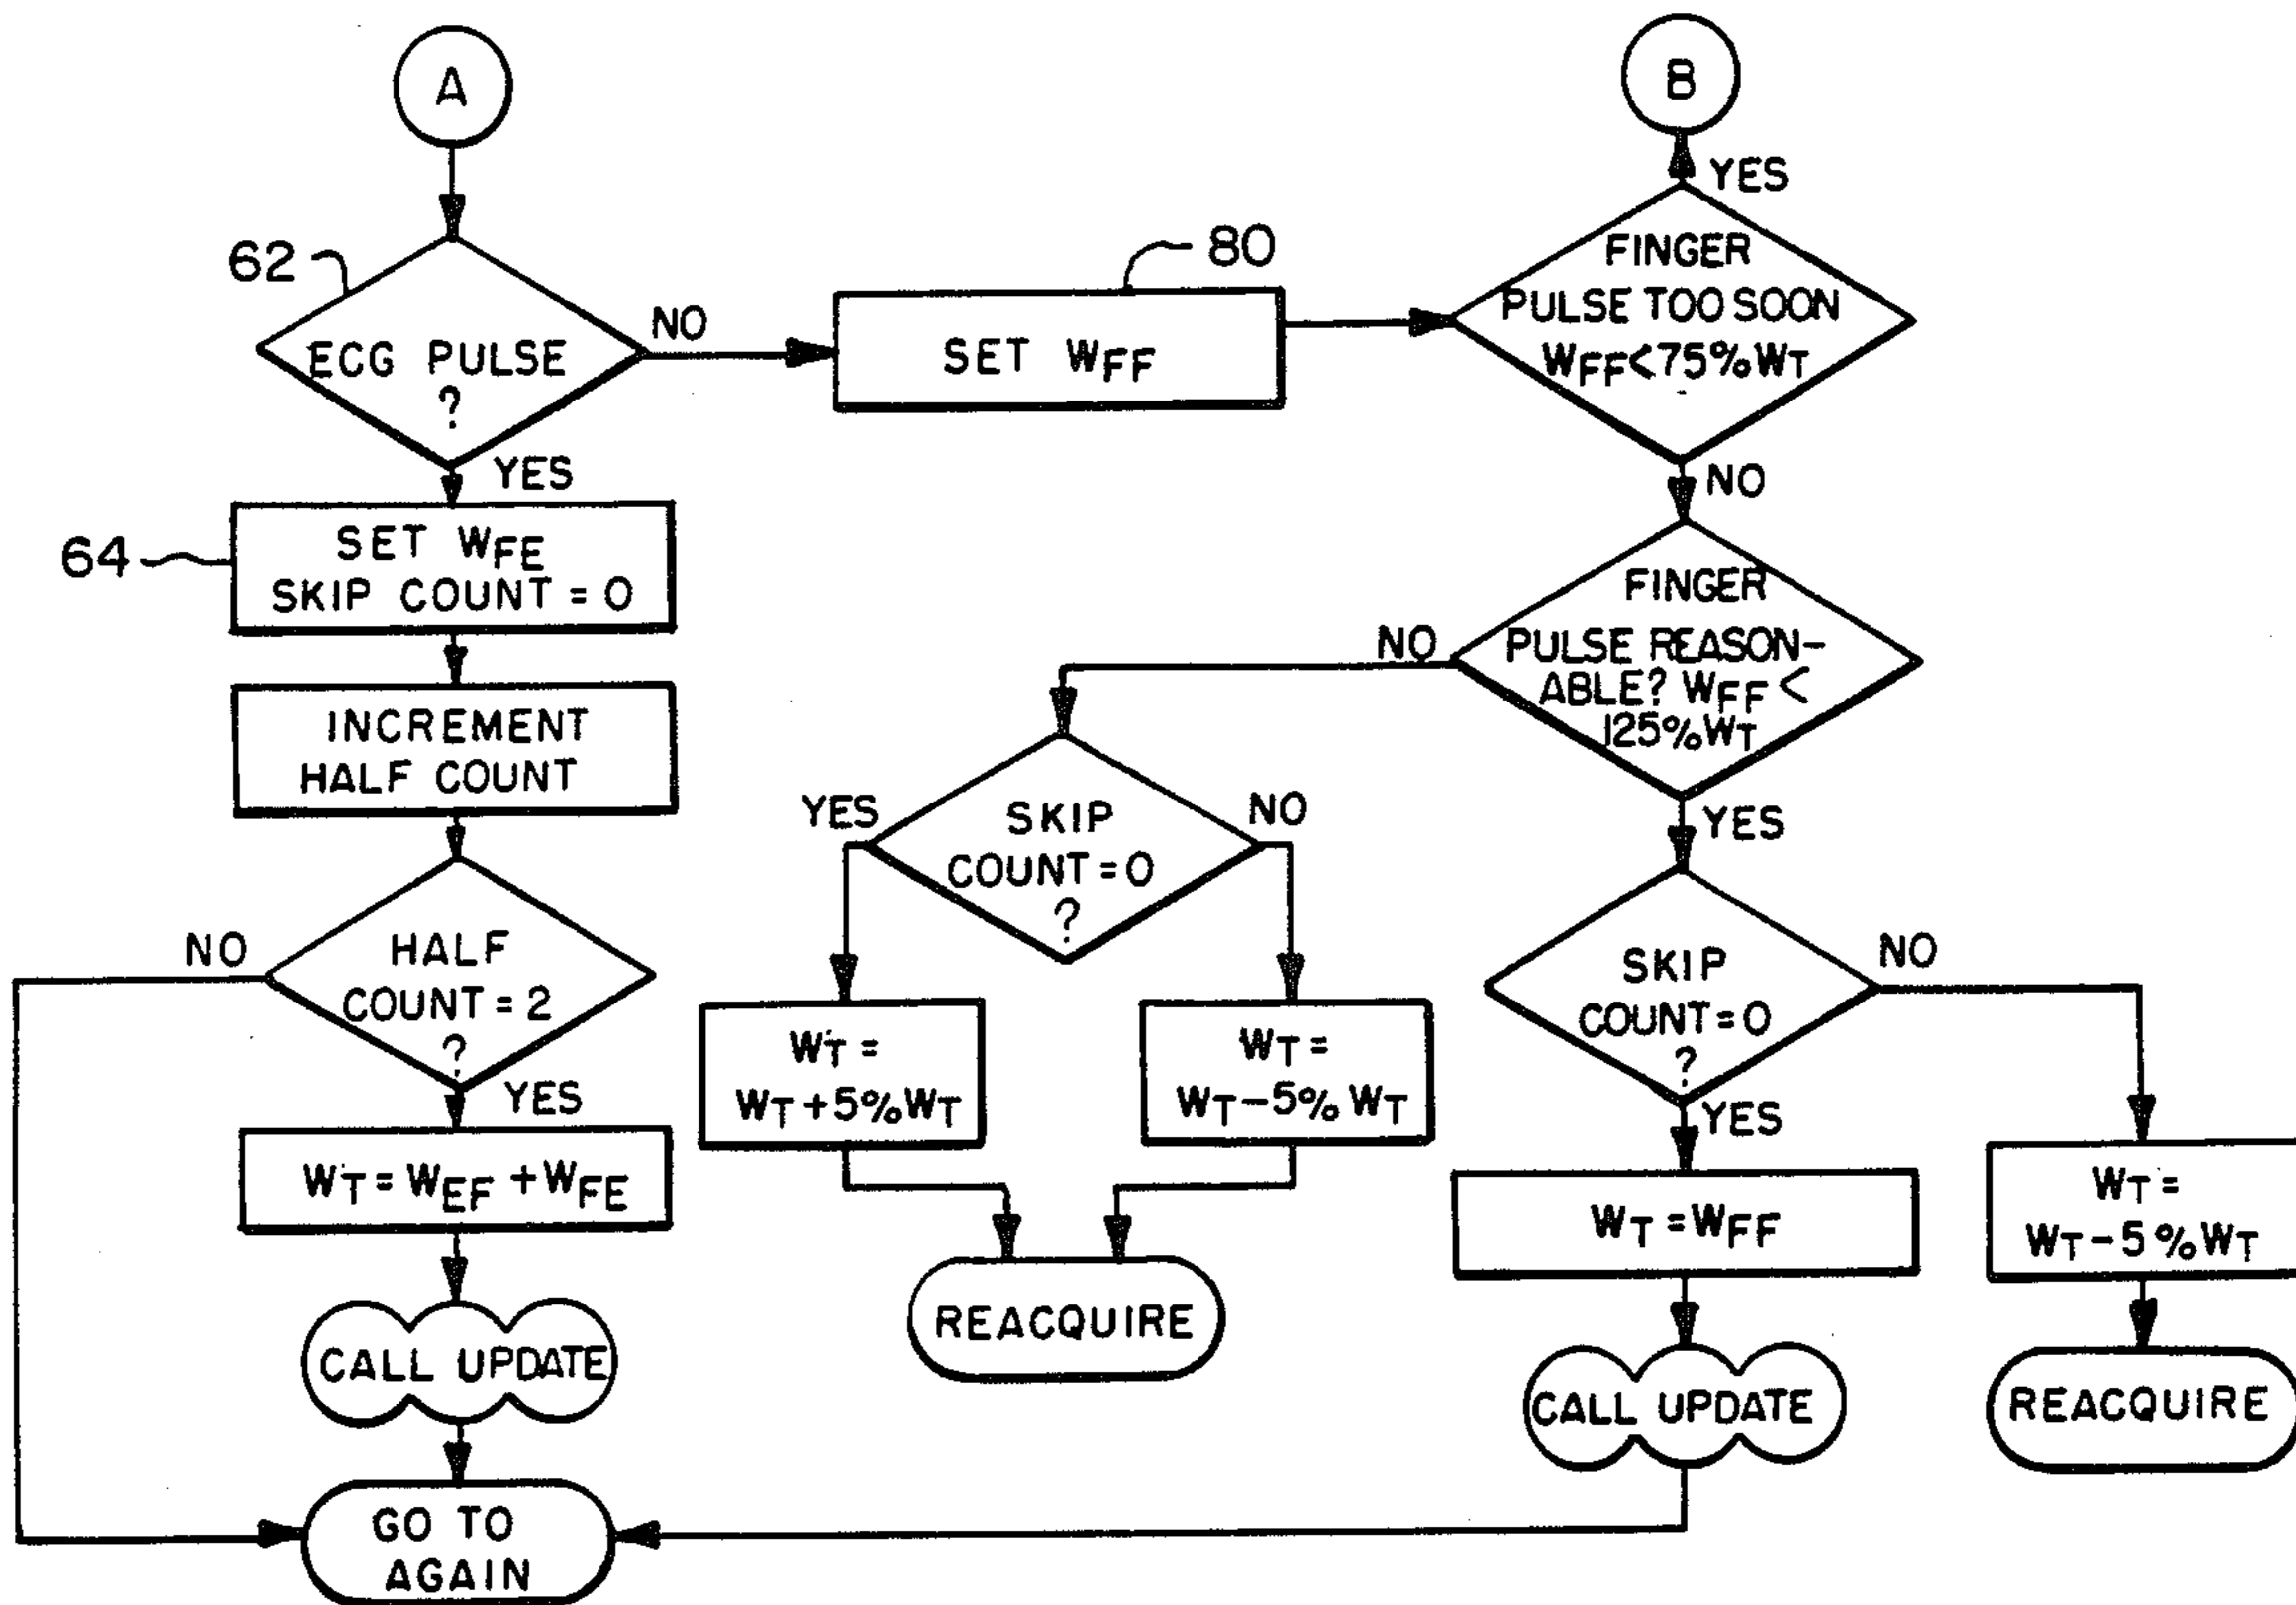 A
B
62
ECG PULSE
?
NO
YES
80
SET WFF
YES
FINGER
PULSE TOO SOON
WFF<75%WT
NO
64
SET WFE
SKIP COUNT = 0
INCREMENT
HALF COUNT
HALF
COUNT = 2
?
NO
YES
WT = WEF + WFE
CALL UPDATE
GO TO
AGAIN
FINGER
PULSE REASON-
ABLE? WFF <
125%WT
NO
YES
SKIP
COUNT = 0
?
YES
NO
WT =
WT + 5% WT
WT =
WT - 5% WT
REACQUIRE
SKIP
COUNT = 0
?
NO
YES
WT = WFF
CALL UPDATE
WT =
WT - 5% WT
REACQUIRE